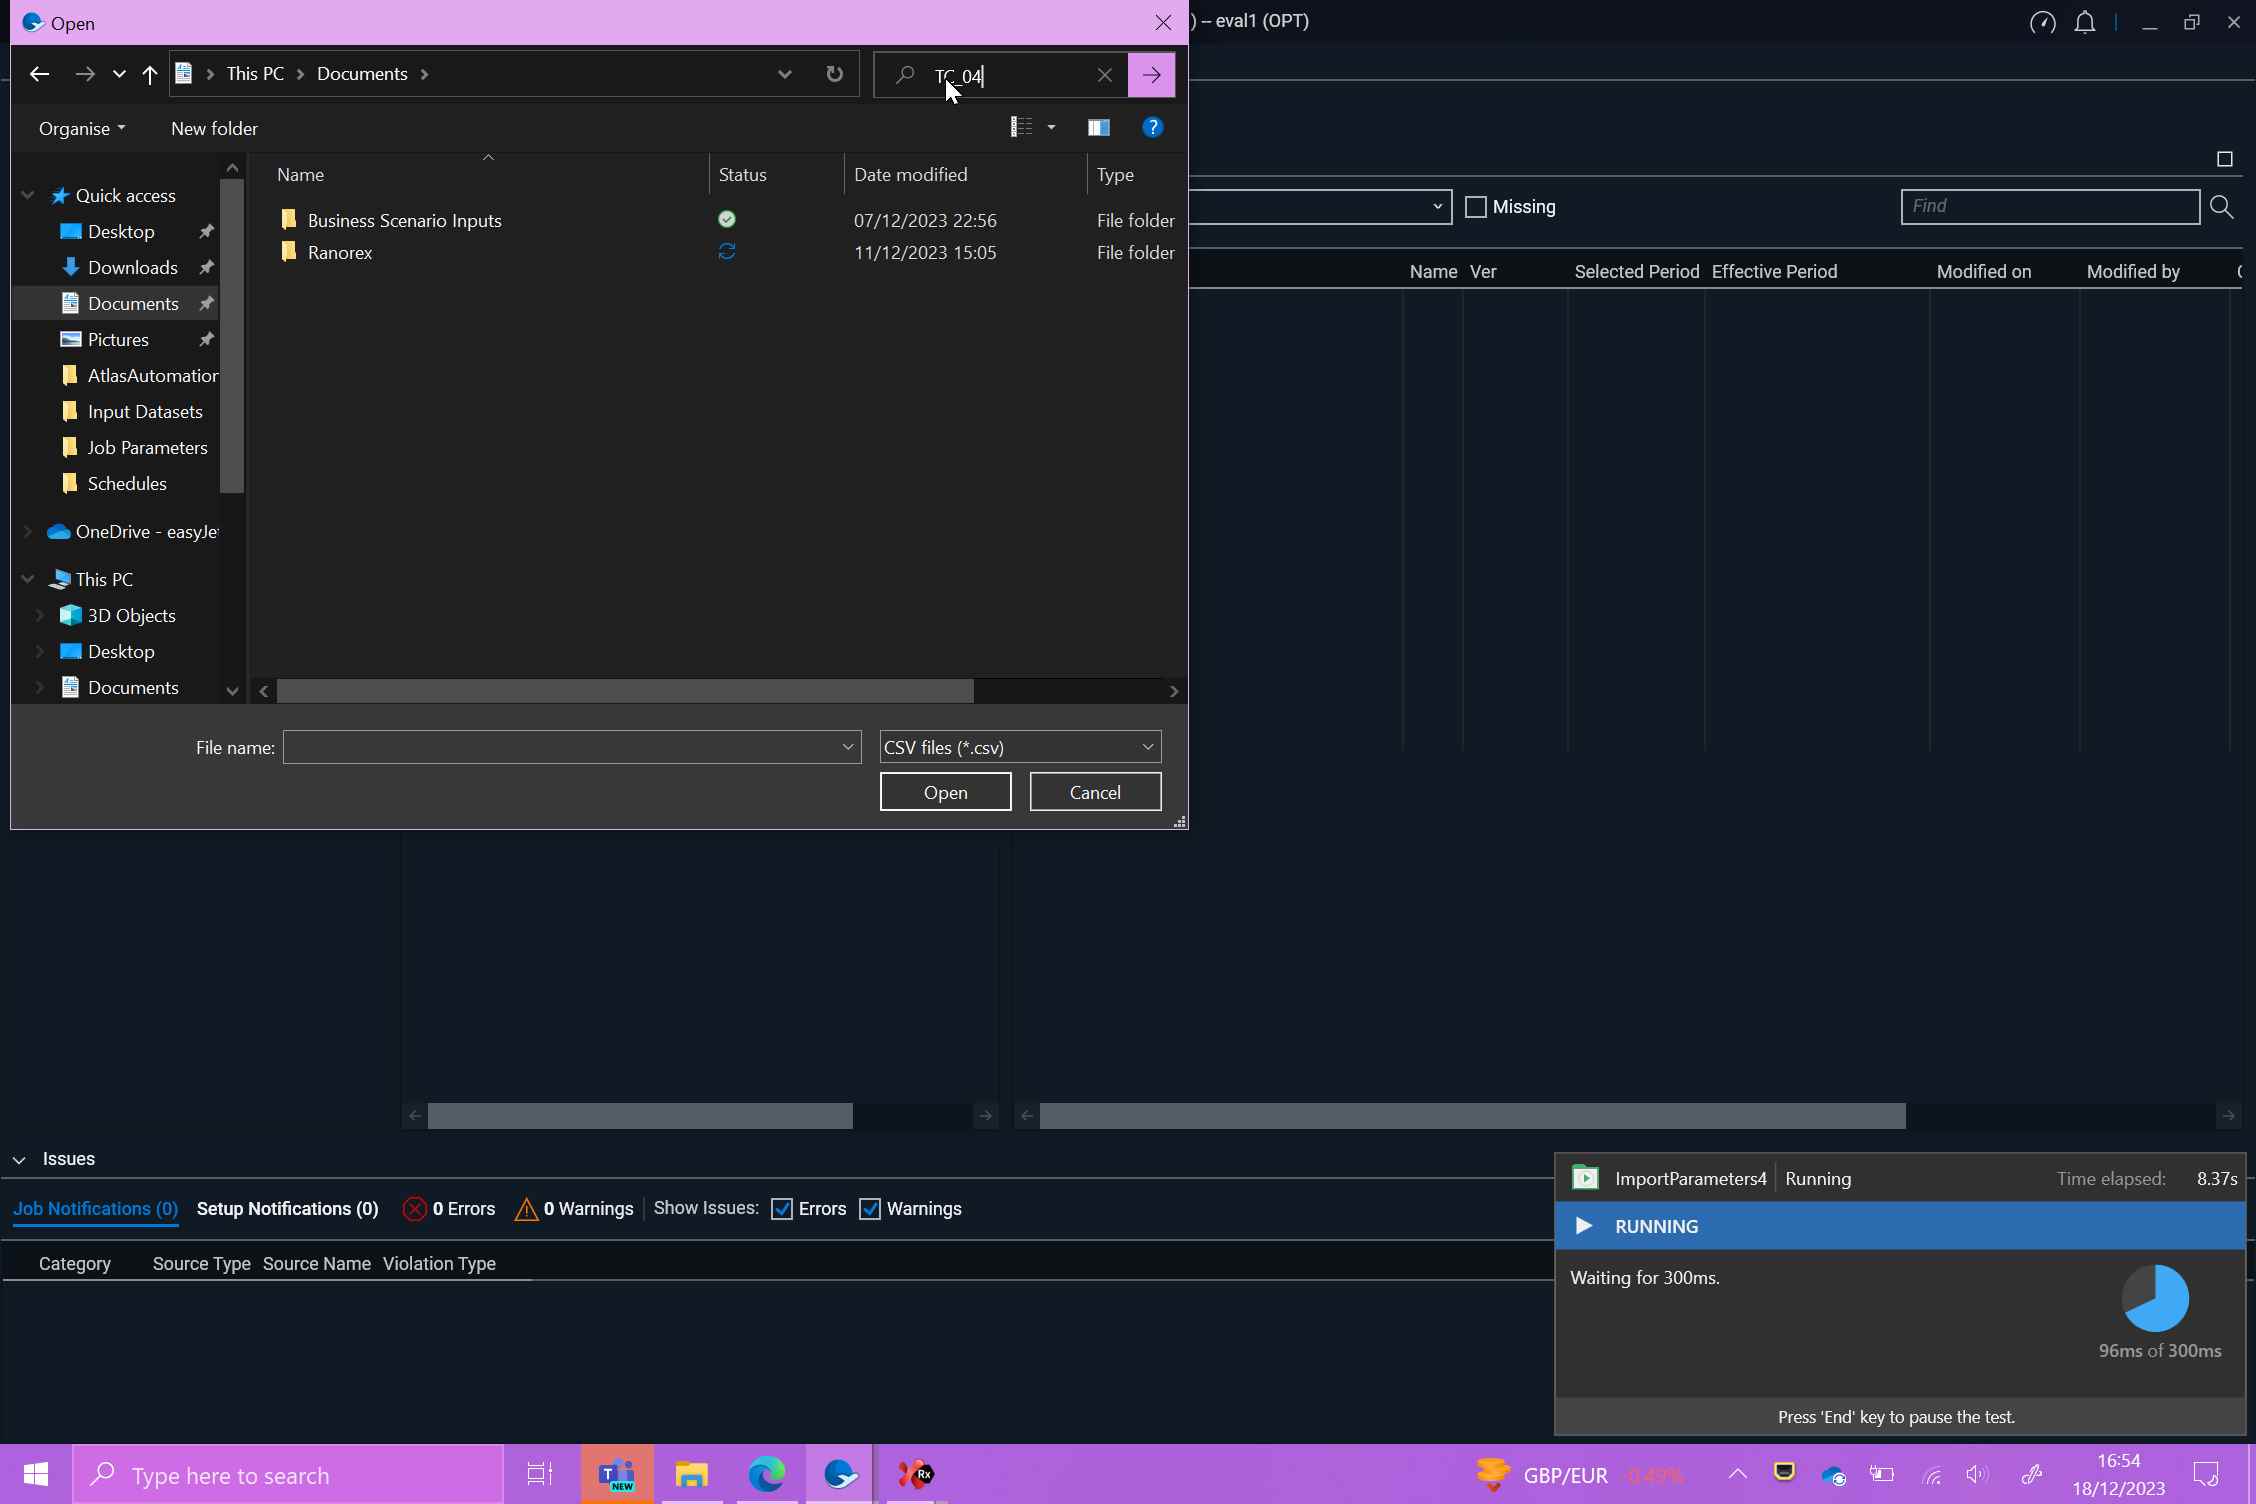 Open
) – eval1 (OPT)
This PC
Documents
TC_04
Organise
New folder
Missing
Find
Name
Status
Date modified
Type
Quick access
Desktop
Downloads
Documents
Pictures
AtlasAutomation
Input Datasets
Job Parameters
Schedules
OneDrive - easyJe
This PC
3D Objects
Desktop
Documents
Business Scenario Inputs
07/12/2023 22:56
File folder
Ranorex
11/12/2023 15:05
File folder
Name
Ver
Selected Period
Effective Period
Modified on
Modified by
File name:
CSV files (*.csv)
Open
Cancel
Issues
Job Notifications (0)
Setup Notifications (0)
0 Errors
0 Warnings
Show Issues:
Errors
Warnings
Category
Source Type
Source Name
Violation Type
ImportParameters4
Running
Time elapsed:
8.37s
RUNNING
Waiting for 300ms.
96ms of 300ms
Press 'End' key to pause the test.
Type here to search
T
NEW
Rx
GBP/EUR
-0.49%
16:54
18/12/2023